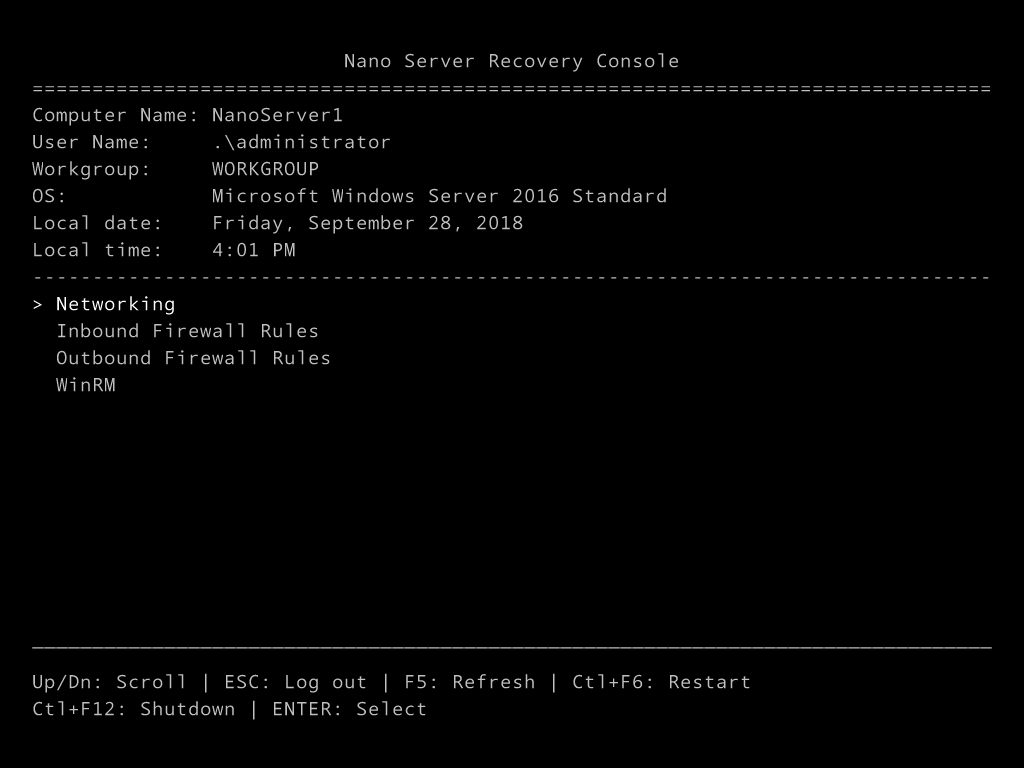 Nano Server Recovery Console
================================================================================
Computer Name: NanoServer1
User Name:     .\administrator
Workgroup:     WORKGROUP
OS:            Microsoft Windows Server 2016 Standard
Local date:    Friday, September 28, 2018
Local time:    4:01 PM
--------------------------------------------------------------------------------
> Networking
  Inbound Firewall Rules
  Outbound Firewall Rules
  WinRM
________________________________________________________________________________
Up/Dn: Scroll | ESC: Log out | F5: Refresh | Ctl+F6: Restart
Ctl+F12: Shutdown | ENTER: Select